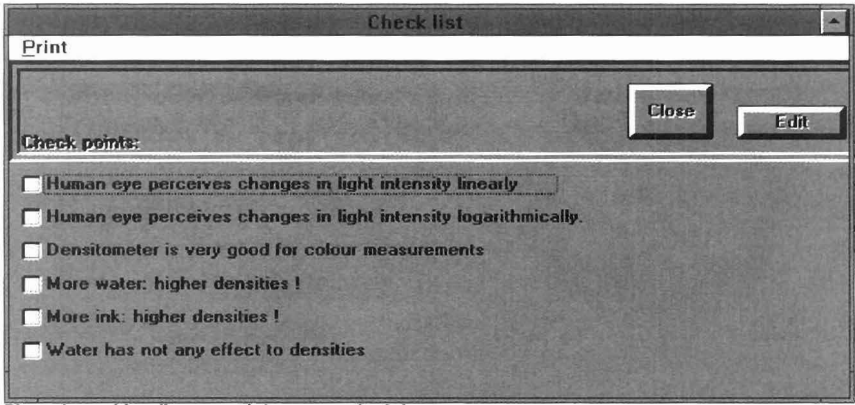 Check list
Print
Close
Edit
Check points:
Human eye perceives changes in light intensity linearly
Human eye perceives changes in light intensity logarithmically.
Densitometer is very good for colour measurements
More water: higher densities !
More ink: higher densities !
Water has not any effect to densities